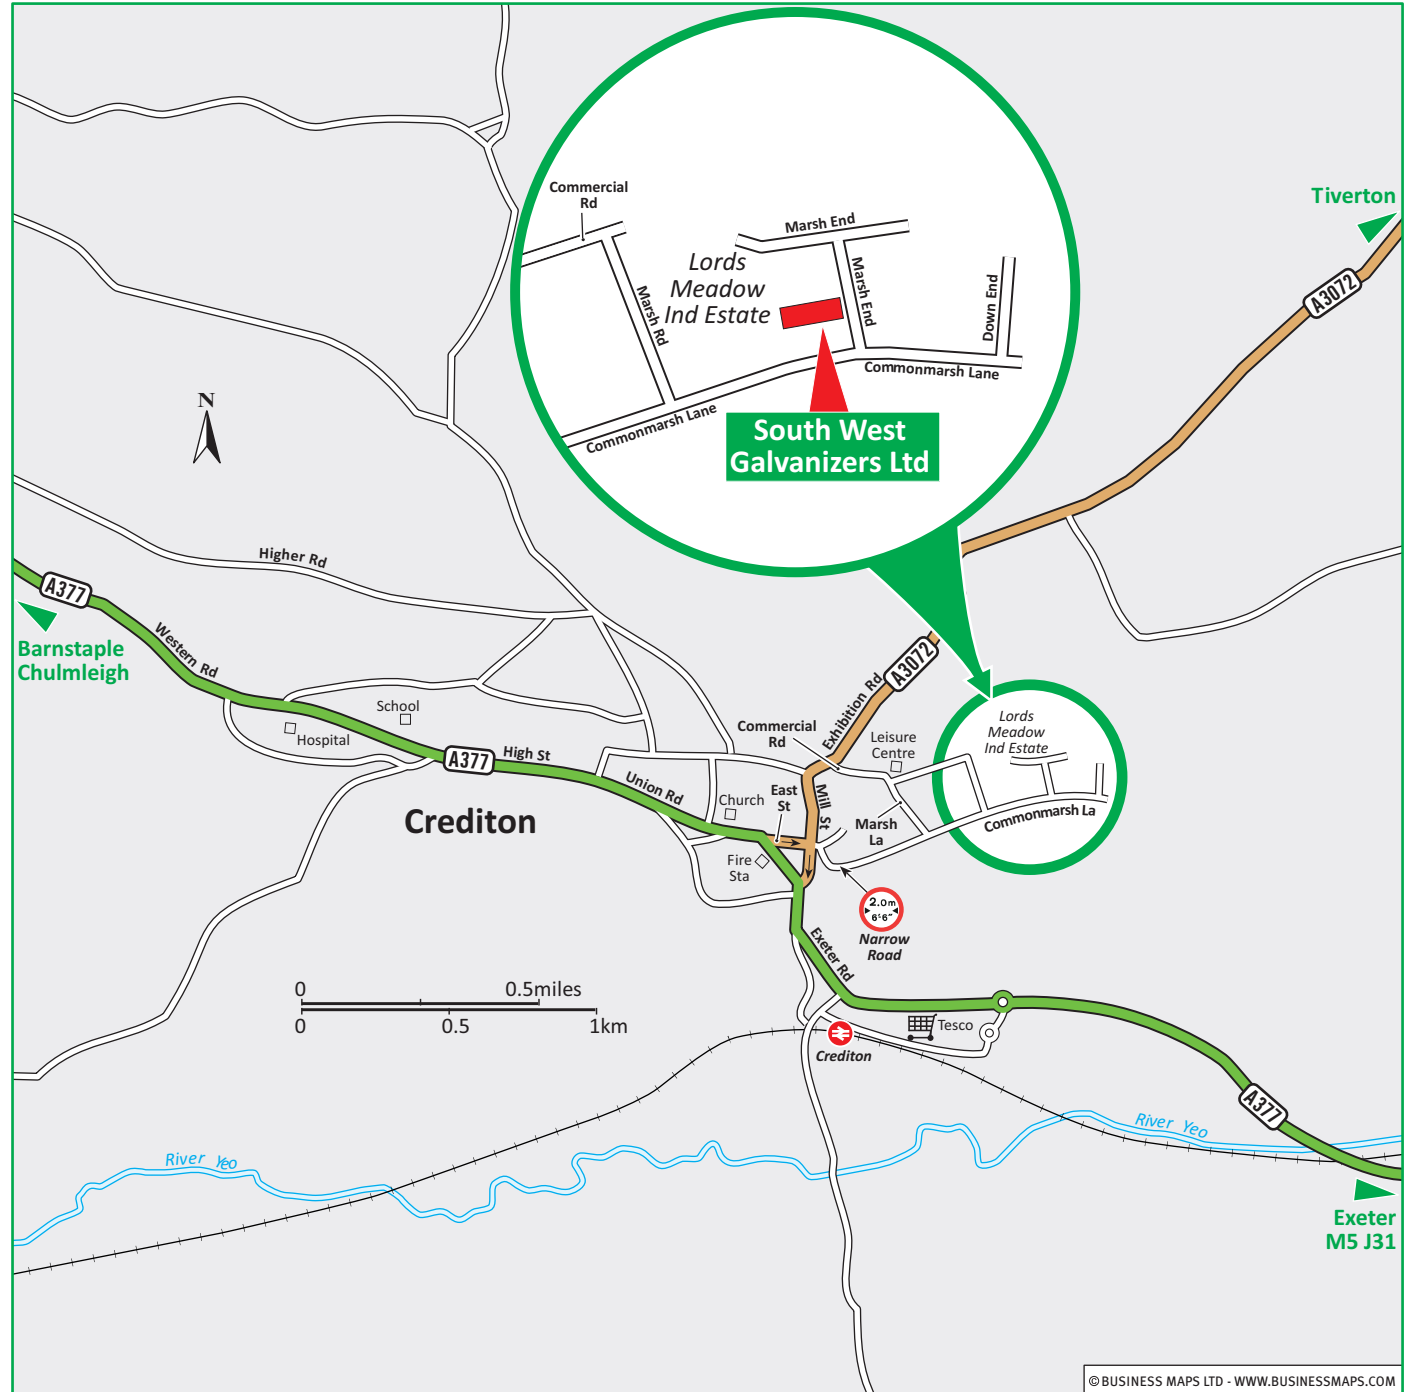 Tiverton
A3072
Commercial
Rd
Marsh End
Marsh End
Lords
Meadow
Ind Estate
Marsh Rd
Down End
Commonmarsh Lane
Commonmarsh Lane
South West
Galvanizers Ltd
N
Higher Rd
A377
Barnstaple
Chulmleigh
Western Rd
School
Hospital
A377
High St
Union Rd
Crediton
Church
East
St
Fire
Sta
Mill St
Commercial
Rd
Exhibition Rd
A3072
Leisure
Centre
Marsh
La
Lords
Meadow
Ind Estate
Commonmarsh La
2.0m
6'6"
Narrow
Road
Exeter Rd
0 0.5miles
0 0.5 1km
Tesco
Crediton
A377
River Yeo
River Yeo
Exeter
M5 J31
© BUSINESS MAPS LTD - WWW.BUSINESSMAPS.COM